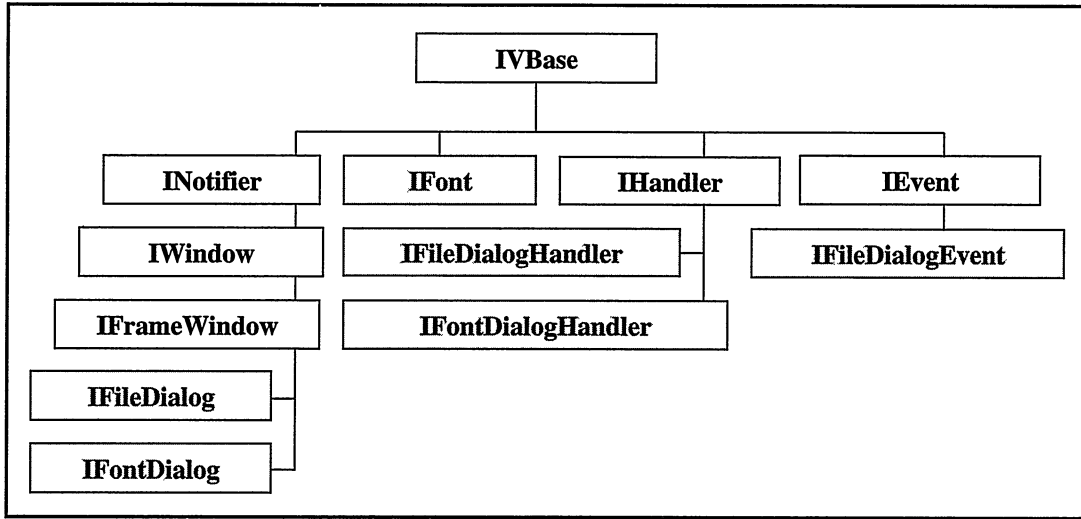 IVBase
INotifier
IFont
IHandler
IEvent
IWindow
IFileDialogHandler
IFileDialogEvent
IFrameWindow
IFontDialogHandler
IFileDialog
IFontDialog